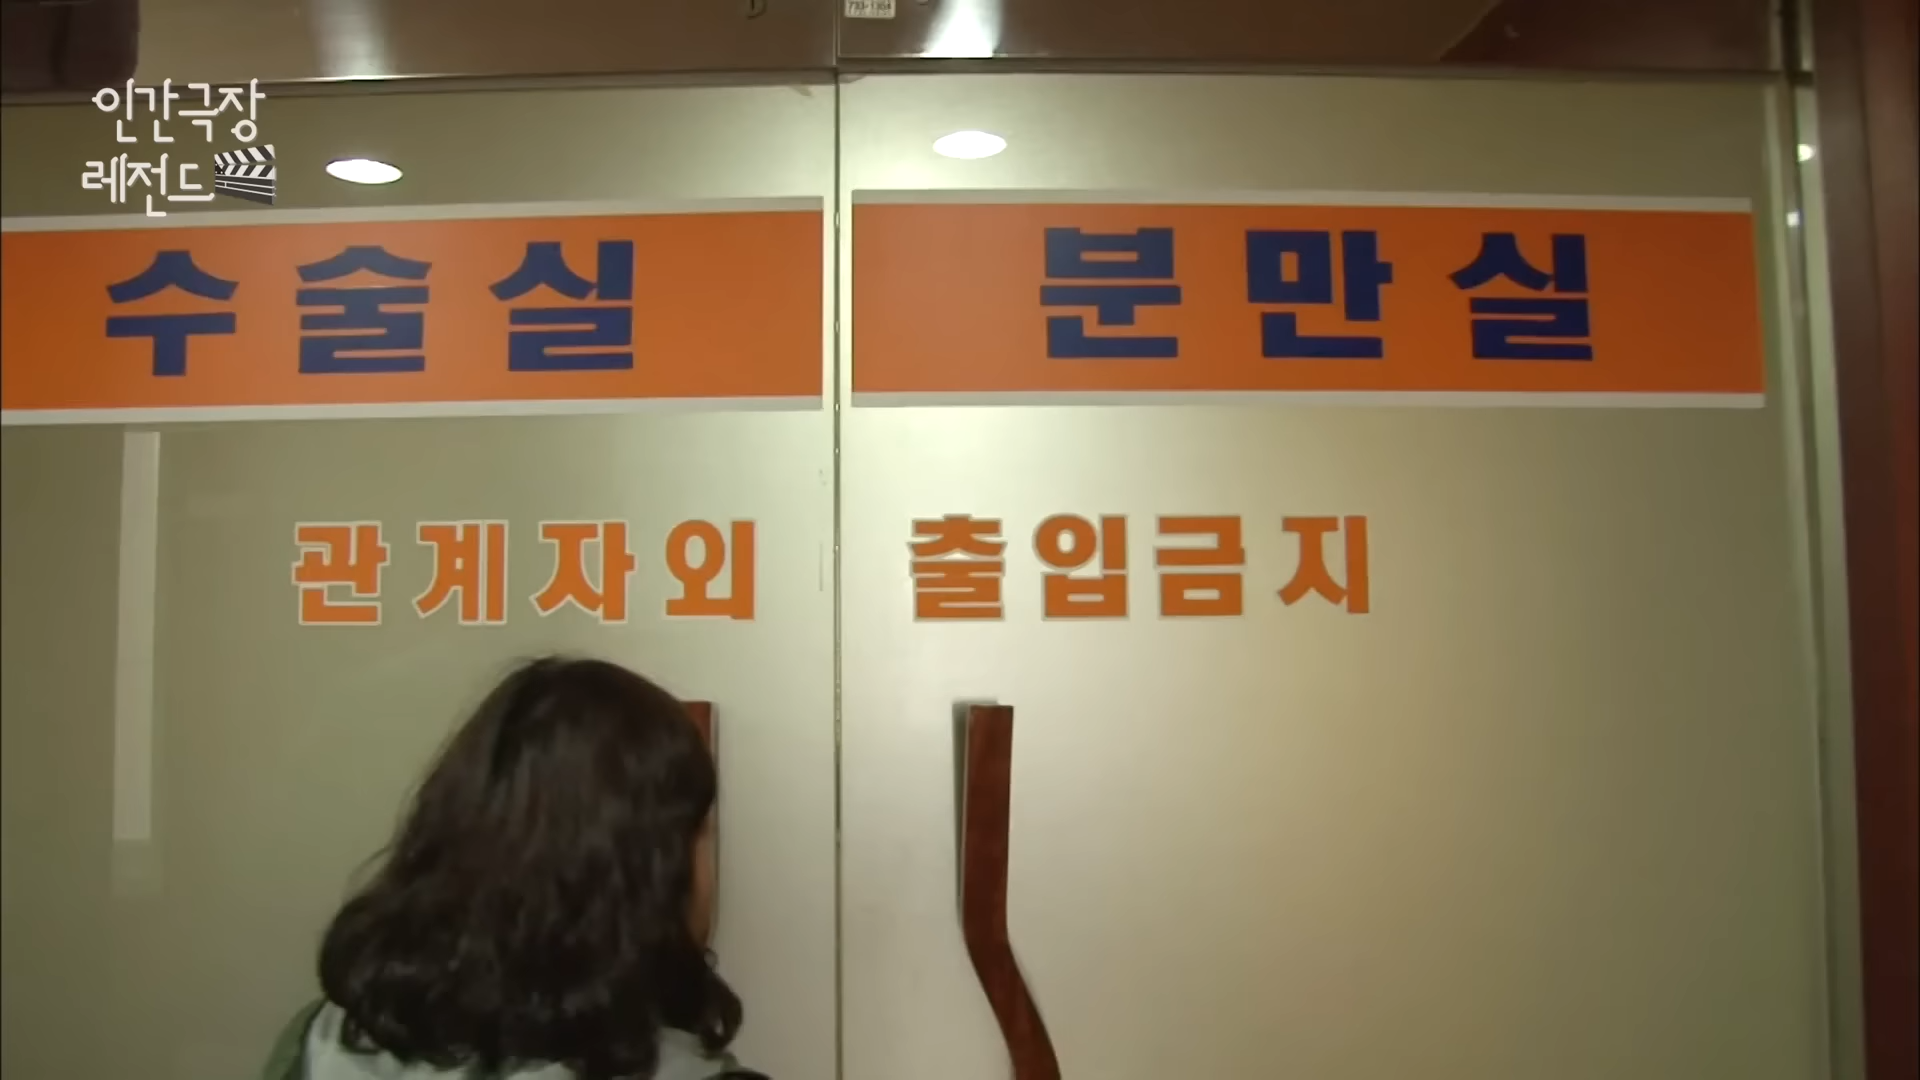 인간극장
레전드
수술실 분만실
관계자외 출입금지